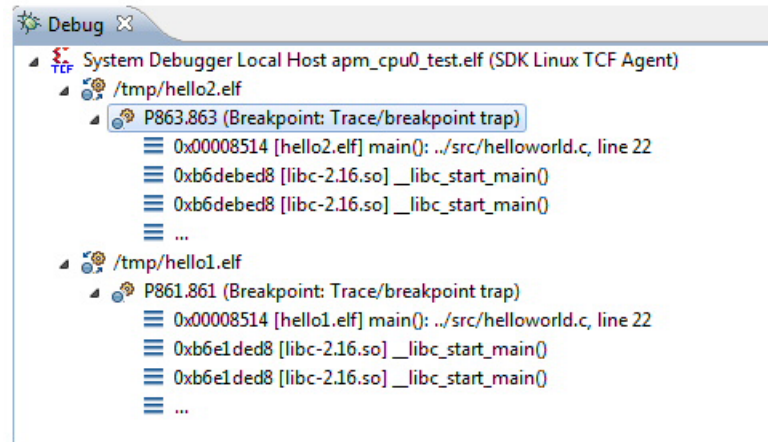 Debug
TCF System Debugger Local Host apm_cpu0_test.elf (SDK Linux TCF Agent)
/tmp/hello2.elf
P863.863 (Breakpoint: Trace/breakpoint trap)
0x00008514 [hello2.elf] main(): ../src/helloworld.c, line 22
0xb6debed8 [libc-2.16.so] __libc_start_main()
0xb6debed8 [libc-2.16.so] __libc_start_main()
...
/tmp/hello1.elf
P861.861 (Breakpoint: Trace/breakpoint trap)
0x00008514 [hello1.elf] main(): ../src/helloworld.c, line 22
0xb6e1ded8 [libc-2.16.so] __libc_start_main()
0xb6e1ded8 [libc-2.16.so] __libc_start_main()
...